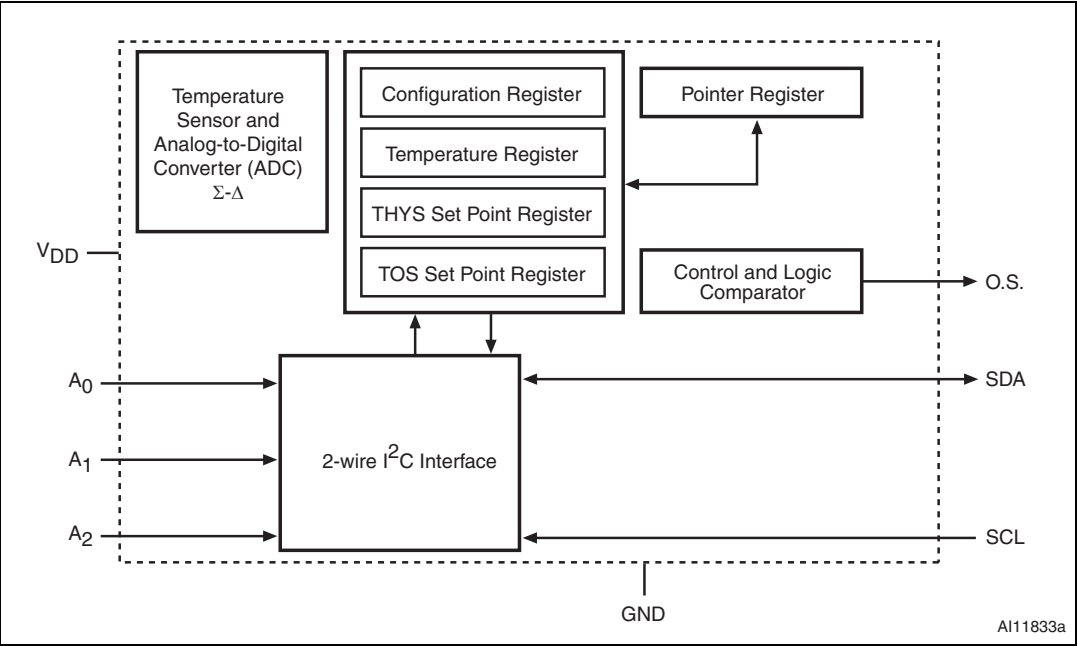 Temperature
Sensor and
Analog-to-Digital
Converter (ADC)
Σ-Δ
Configuration Register
Temperature Register
THYS Set Point Register
TOS Set Point Register
Pointer Register
Control and Logic
Comparator
VDD
O.S.
A0
A1
A2
2-wire I2C Interface
SDA
SCL
GND
AI11833a